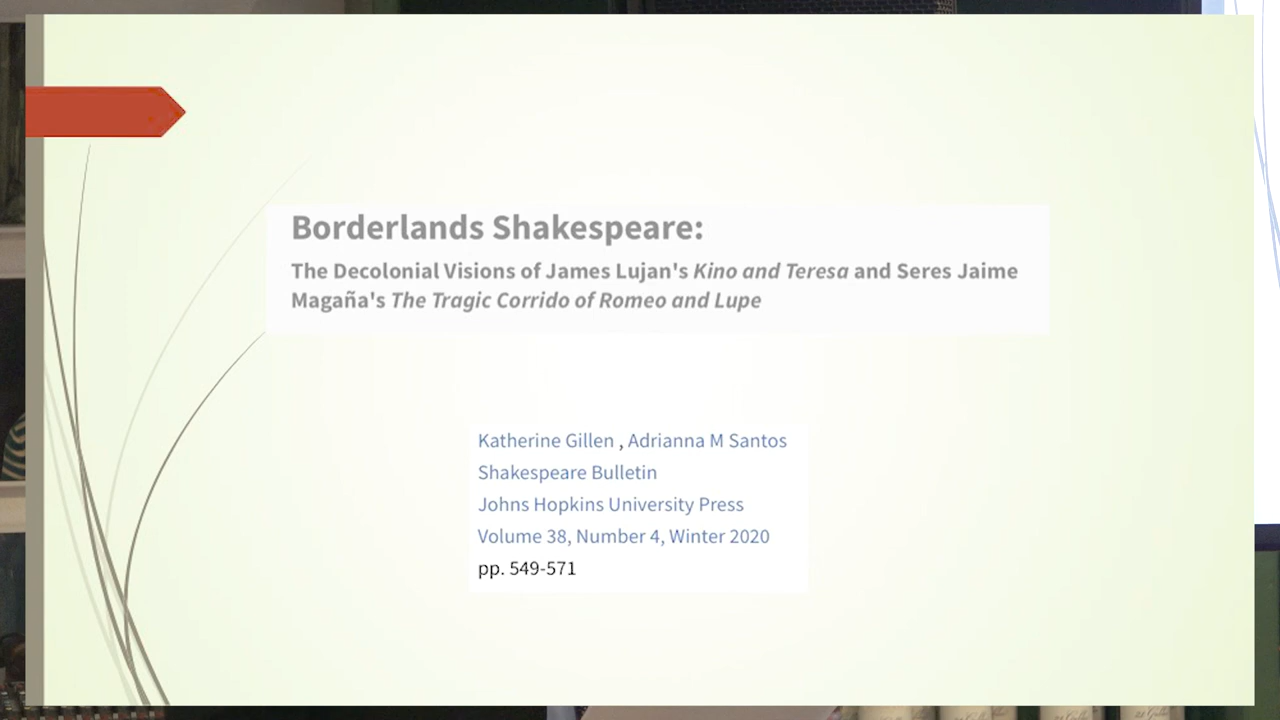 Borderlands Shakespeare:
The Decolonial Visions of James Lujan's Kino and Teresa and Seres Jaime
Magaña's The Tragic Corrido of Romeo and Lupe
Katherine Gillen , Adrianna M Santos
Shakespeare Bulletin
Johns Hopkins University Press
Volume 38, Number 4, Winter 2020
pp. 549-571